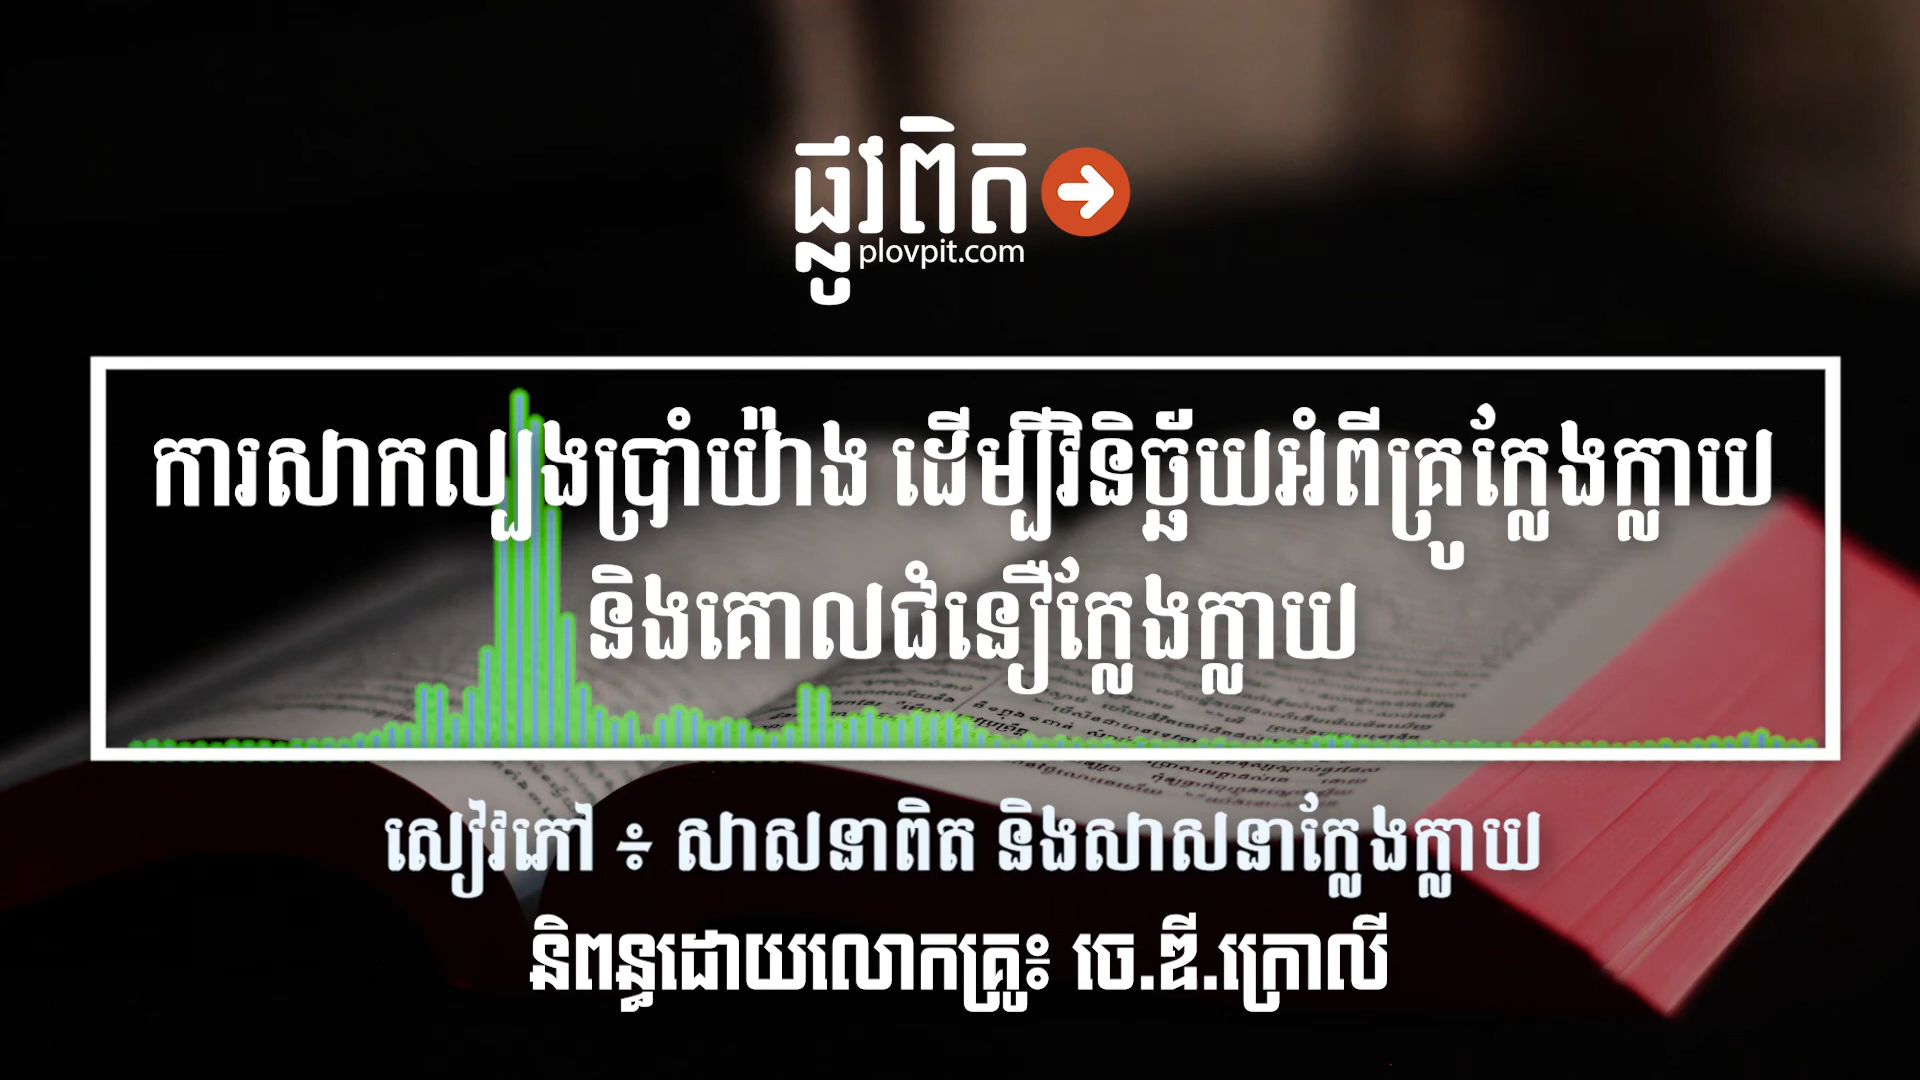 ផ្លូវពិត
plovpit.com
ការសាកល្បងប្រាំយ៉ាង ដើម្បីវិនិច្ឆ័យអំពីគ្រូក្លែងក្លាយ
និងគោលជំនឿក្លែងក្លាយ
សៀវភៅ ៖ សាសនាពិត និងសាសនាក្លែងក្លាយ
និពន្ធដោយលោកគ្រូ៖ ចេ.ឌី.ក្រោលី